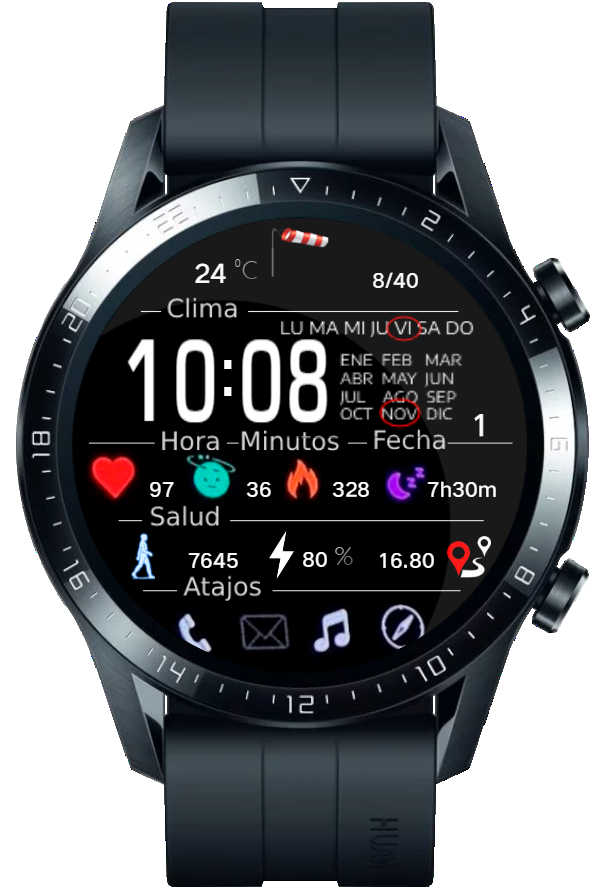 22
2
20
4
18
6
16
8
14
10
12
24 °C
8/40
Clima
LU MA MI JU VI SA DO
10:08
ENE FEB MAR
ABR MAY JUN
JUL AGO SEP
OCT NOV DIC
1
Hora Minutos Fecha
97 36 328 7h30m
Salud
7645 80 % 16.80
Atajos